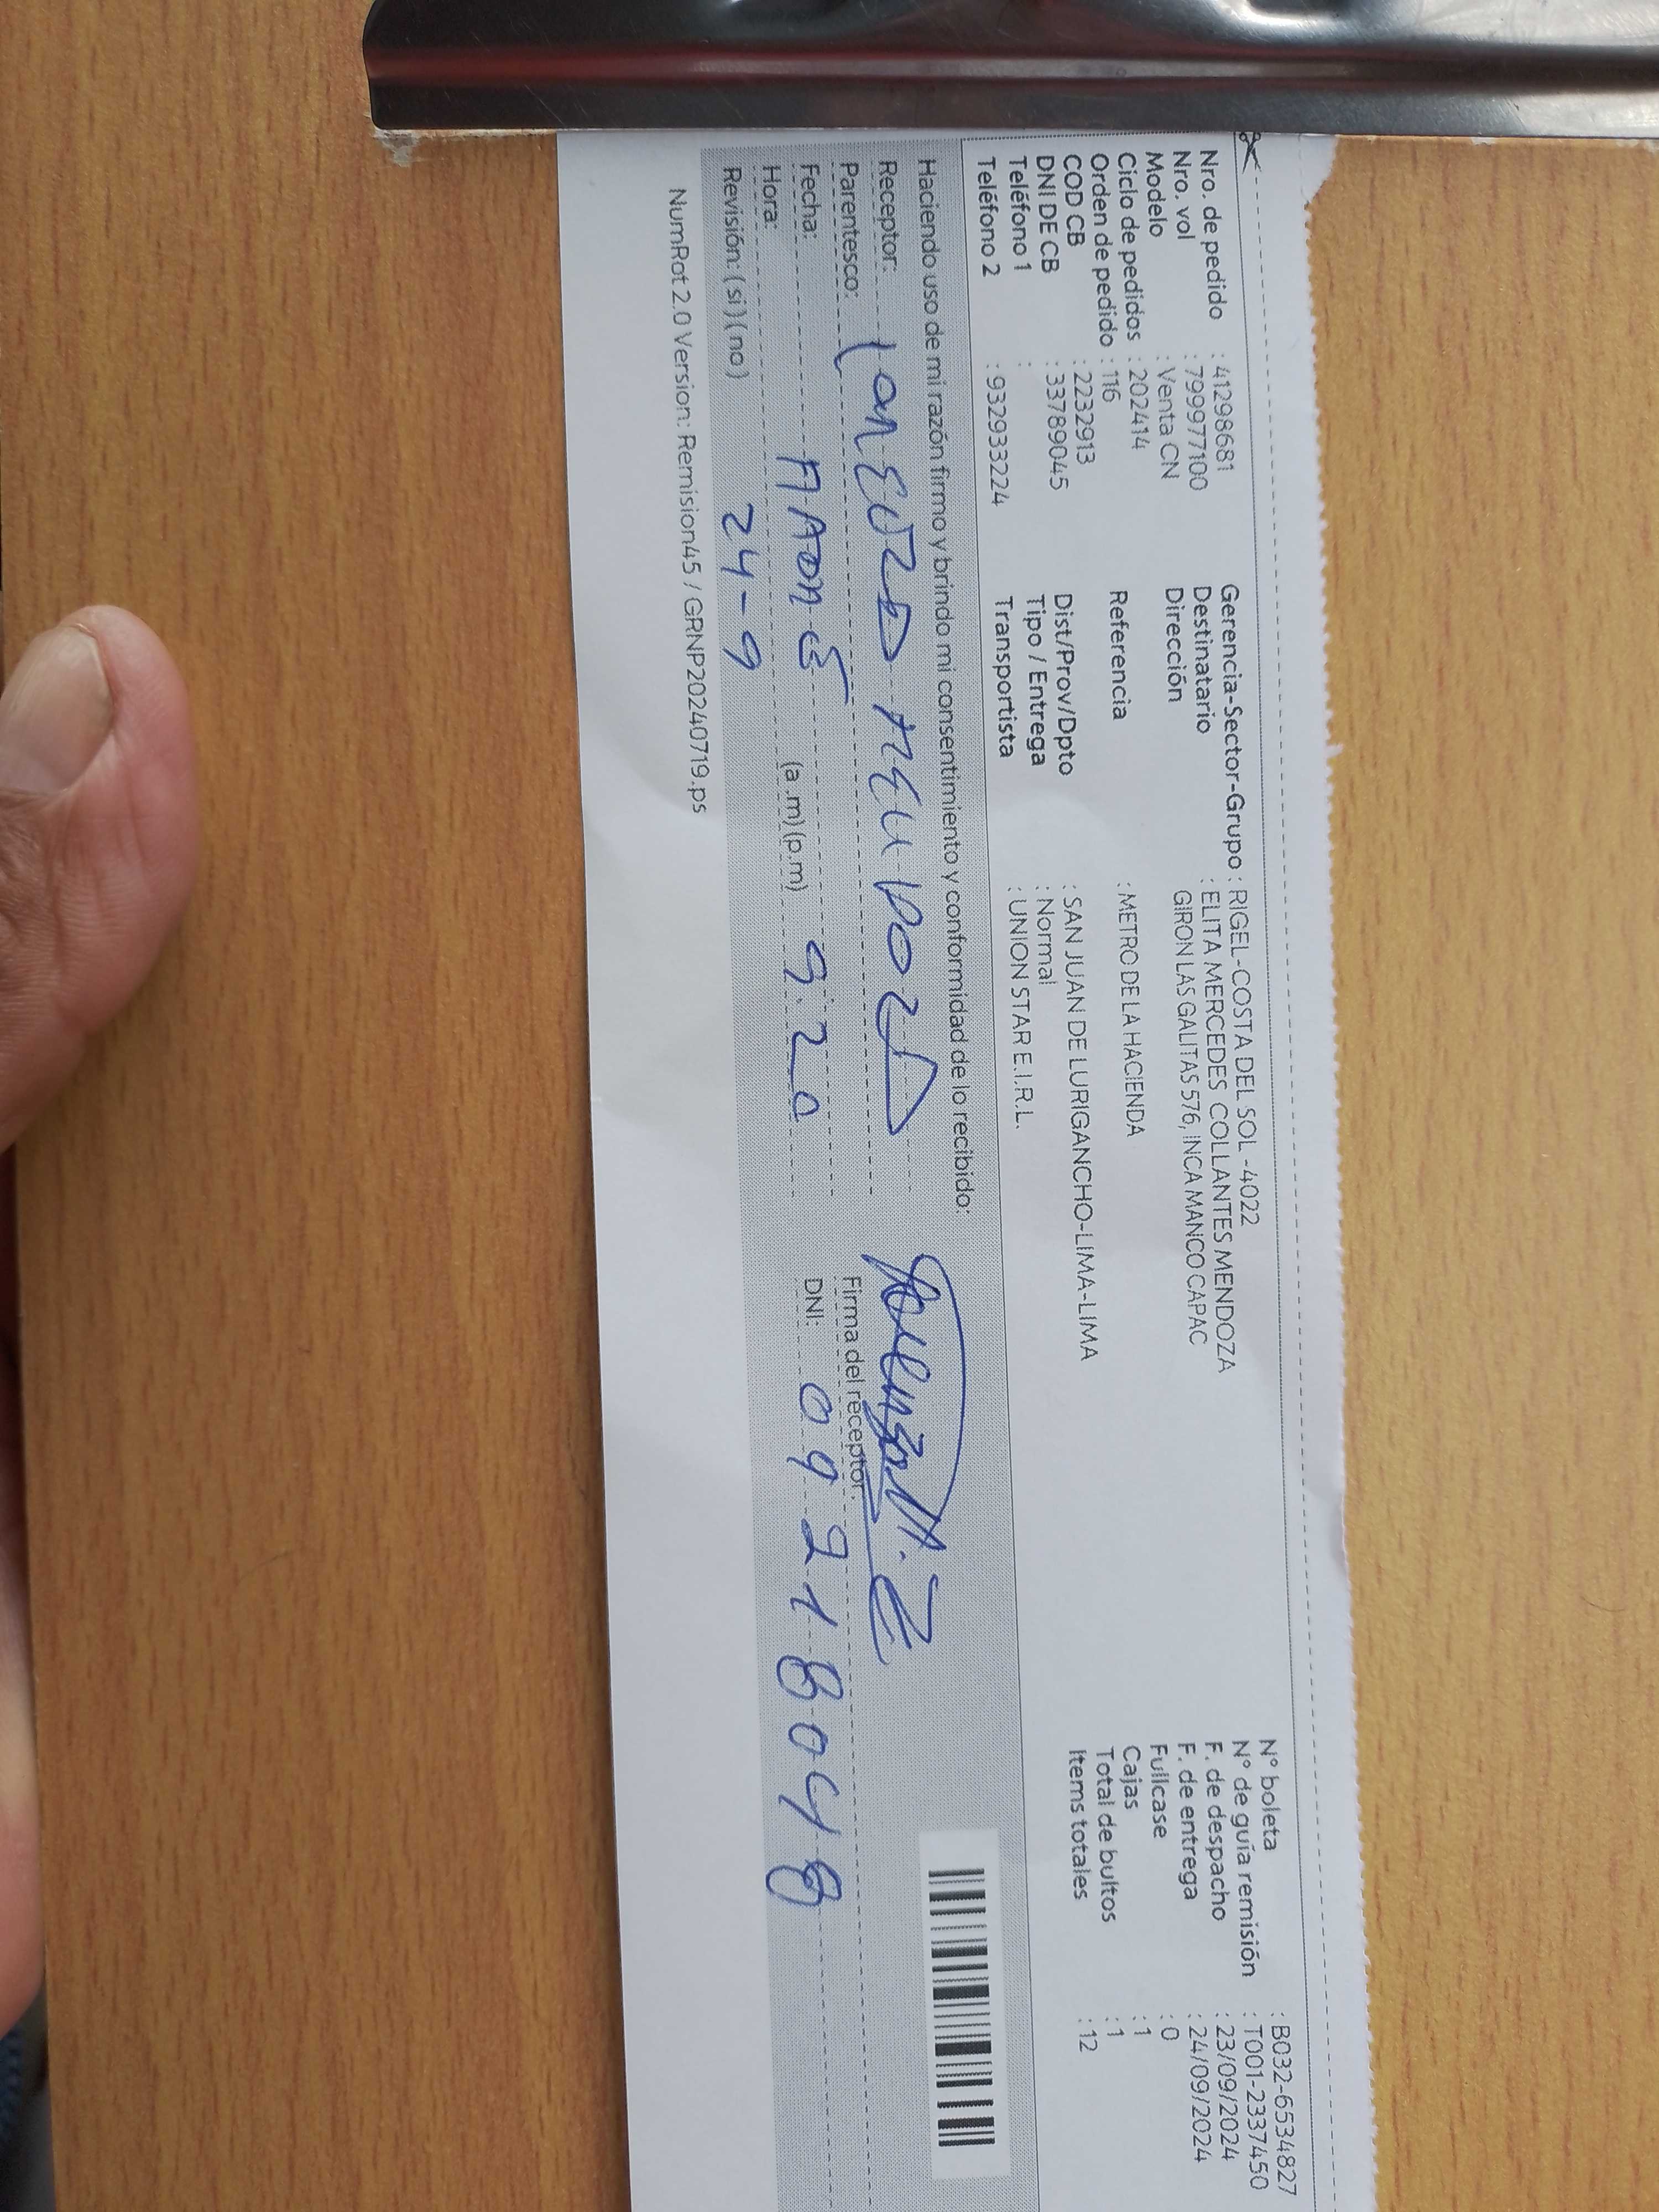 Nro. de pedido : 41298681
Nro. vol : 799977100
Modelo : Venta CN
Ciclo de pedidos : 202414
Orden de pedido : 116
COD CB : 2232913
DNI DE CB : 33789045
Teléfono 1 :
Teléfono 2 : 932933224
Gerencia-Sector-Grupo : RIGEL-COSTA DEL SOL -4022
Destinatario : ELITA MERCEDES COLLANTES MENDOZA
Dirección GIRON LAS GALITAS 576, INCA MANCO CAPAC
Referencia : METRO DE LA HACIENDA
Dist/Prov/Dpto : SAN JUAN DE LURIGANCHO-LIMA-LIMA
Tipo / Entrega : Normal
Transportista : UNION STAR E.I.R.L.
N° boleta : B032-6534827
N° de guía remisión : T001-2337450
F. de despacho : 23/09/2024
F. de entrega : 24/09/2024
Fullcase : 0
Cajas : 1
Total de bultos : 1
Items totales : 12
Haciendo uso de mi razón firmo y brindo mi consentimiento y conformidad de lo recibido:
Receptor:
Parentesco:
Fecha: 24-9
Hora: (a.m)(p.m) 9:20
Revisión: (si)(no)
Firma del receptor:
DNI: 09218048
NumRot 2.0 Version: Remision45 / GRNP20240719.ps